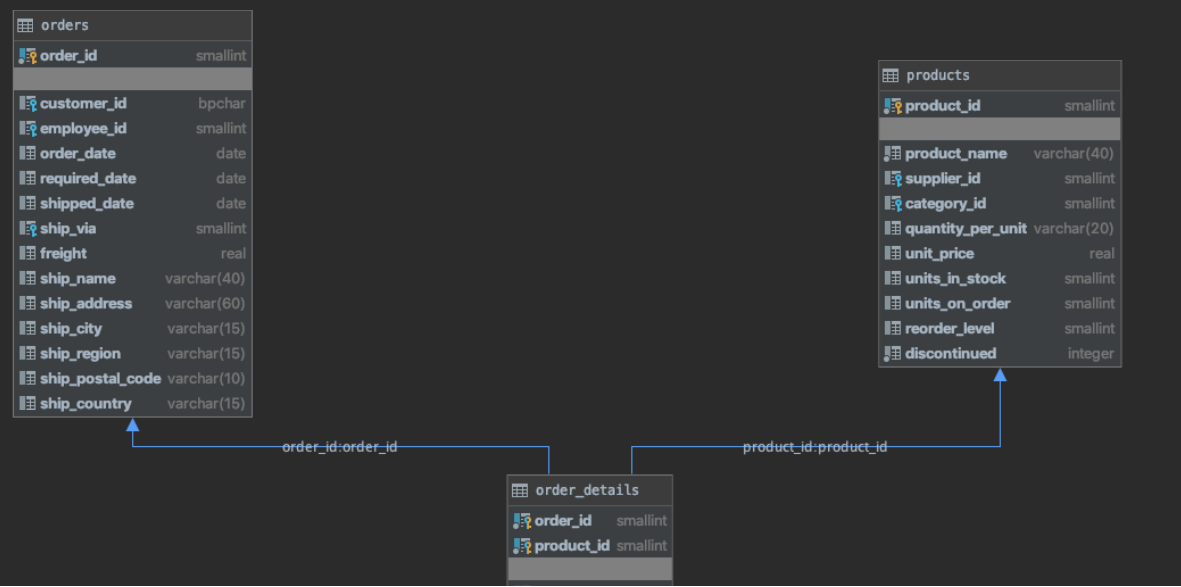 orders
order_id smallint
customer_id bpchar
employee_id smallint
order_date date
required_date date
shipped_date date
ship_via smallint
freight real
ship_name varchar(40)
ship_address varchar(60)
ship_city varchar(15)
ship_region varchar(15)
ship_postal_code varchar(10)
ship_country varchar(15)
products
product_id smallint
product_name varchar(40)
supplier_id smallint
category_id smallint
quantity_per_unit varchar(20)
unit_price real
units_in_stock smallint
units_on_order smallint
reorder_level smallint
discontinued integer
order_id:order_id
product_id:product_id
order_details
order_id smallint
product_id smallint